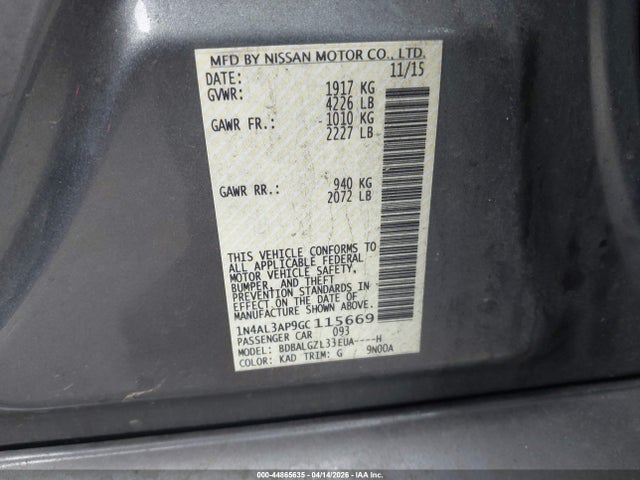 MFD BY NISSAN MOTOR CO., LTD.
DATE: 11/15
GVWR: 1917 KG
4226 LB
GAWR FR.: 1010 KG
2227 LB
GAWR RR.: 940 KG
2072 LB
THIS VEHICLE CONFORMS TO
ALL APPLICABLE FEDERAL
MOTOR VEHICLE SAFETY,
BUMPER, AND THEFT
PREVENTION STANDARDS IN
EFFECT ON THE DATE OF
MANUFACTURE SHOWN ABOVE.
1N4AL3AP9GC115669
PASSENGER CAR 093
MODEL: BDBALGZL33EUA----H
COLOR: KAD TRIM: G 9N00A
000-44865635 - 04/14/2026 - © IAA Inc.